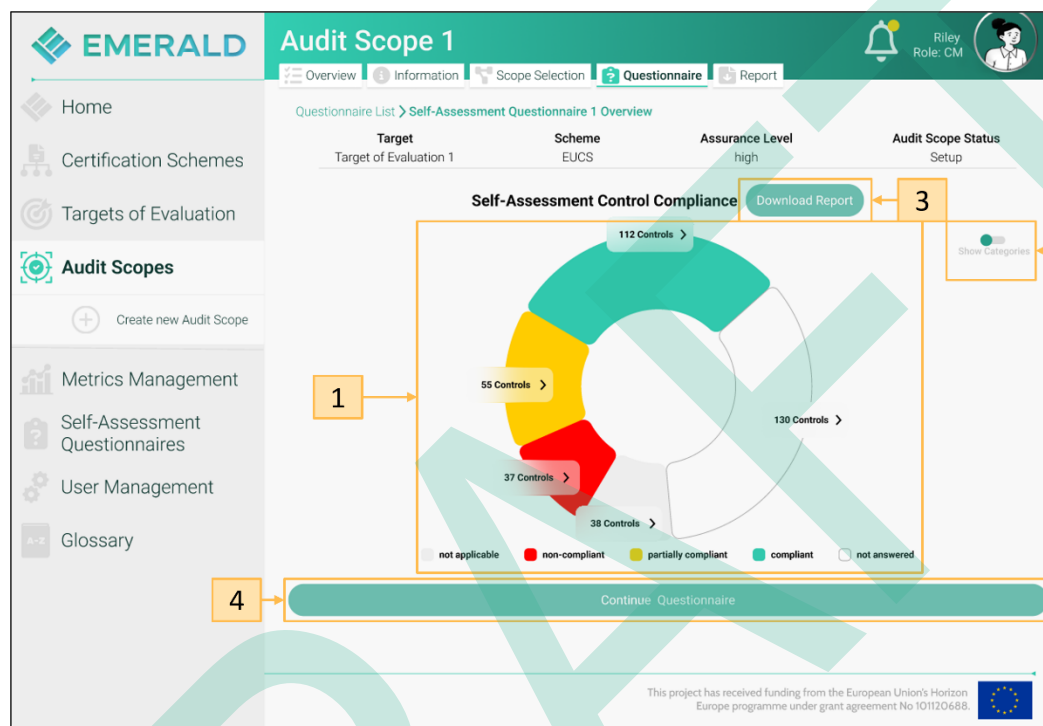 EMERALD
Audit Scope 1
Riley
Role: CM
Overview
Information
Scope Selection
Questionnaire
Report
Home
Certification Schemes
Targets of Evaluation
Audit Scopes
Create new Audit Scope
Metrics Management
Self-Assessment
Questionnaires
User Management
A-Z
Glossary
Questionnaire List > Self-Assessment Questionnaire 1 Overview
Target Scheme Assurance Level Audit Scope Status
Target of Evaluation 1 EUCS high Setup
Self-Assessment Control Compliance
Download Report
3
112 Controls >
Show Categories
1
55 Controls >
130 Controls >
37 Controls >
38 Controls >
not applicable non-compliant partially compliant compliant not answered
4
Continue Questionnaire
This project has received funding from the European Union's Horizon
Europe programme under grant agreement No 101120688.